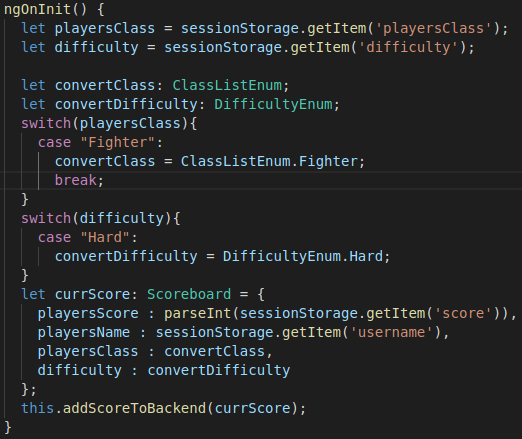 ngOnInit() {
  let playersClass = sessionStorage.getItem('playersClass');
  let difficulty = sessionStorage.getItem('difficulty');

  let convertClass: ClassListEnum;
  let convertDifficulty: DifficultyEnum;
  switch(playersClass){
    case "Fighter":
      convertClass = ClassListEnum.Fighter;
      break;
  }
  switch(difficulty){
    case "Hard":
      convertDifficulty = DifficultyEnum.Hard;
  }
  let currScore: Scoreboard = {
    playersScore : parseInt(sessionStorage.getItem('score')),
    playersName : sessionStorage.getItem('username'),
    playersClass : convertClass,
    difficulty : convertDifficulty
  };
  this.addScoreToBackend(currScore);
}